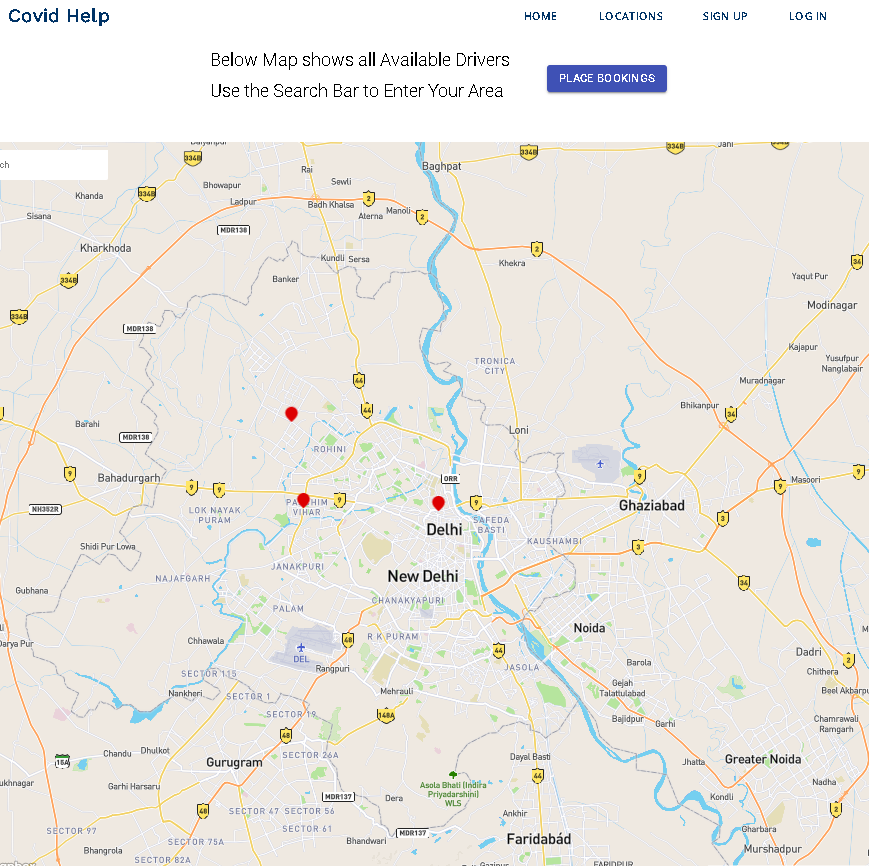 Covid Help
HOME LOCATIONS SIGN UP LOG IN
Below Map shows all Available Drivers
Use the Search Bar to Enter Your Area
PLACE BOOKINGS
334B
334B
334B
Jani
ch
Baghpat
Rai
Sewli
Khanda
334B
Bhowapur
Ladpur
Badh Khalsa
2
Aterna
Manoli
2
Sisana
MDR138
Kharkhoda
Kundli
Sersa
2
Khekra
34
Banker
334B
Yaqut Pur
334B
Modinagar
MDR138
Kajapur
TRONICA
CITY
Yusufpur
Nanglabair
44
Muradnagar
44
Bhikanpur
34
Barahi
Loni
MDR138
ROHINI
9
Bahadurgarh
ORR
9
9
Masoori
9
9
9
9
VIHAR
9
9
Ghaziabad
NH352R
LOK NAYAK
PURAM
3
SAFEDA
BASTI
Delhi
KAUSHAMBI
3
Shidi Pur Lowa
JANAKPURI
New Delhi
NAJAFGARH
34
Gubhana
CHANAKYAPURI
PALAM
Noida
R K PURAM
Chhawala
48
44
Darya Pur
DEL
Rangpuri
JASOLA
Barola
Dadri
2
SECTOR 115
Chithera
Gejah
Talattulabad
Nankheri
SECTOR 1
Mehrauli
Beel Akbarpu
SECTOR 19
148A
Bajidpur
Garhi
Chamrawali
Ramgarh
48
Chandu
Dhulkot
SECTOR 26A
Dayal Basti
15A
Gurugram
Jhatta
Greater Noida
44
ukhnagar
Garhi Harsaru
Asola Bhati (Indira
Priyadarshini)
WLS
Nadha
MDR137
Dera
Kondli
48
SECTOR 47
SECTOR 56
Ankhir
2
SECTOR 97
SECTOR 61
MDR137
Gharbara
SECTOR 75A
Bhandwari
Faridabád
Bhangrola
Murshadpur
SECTOR 82A
FARIDPUR